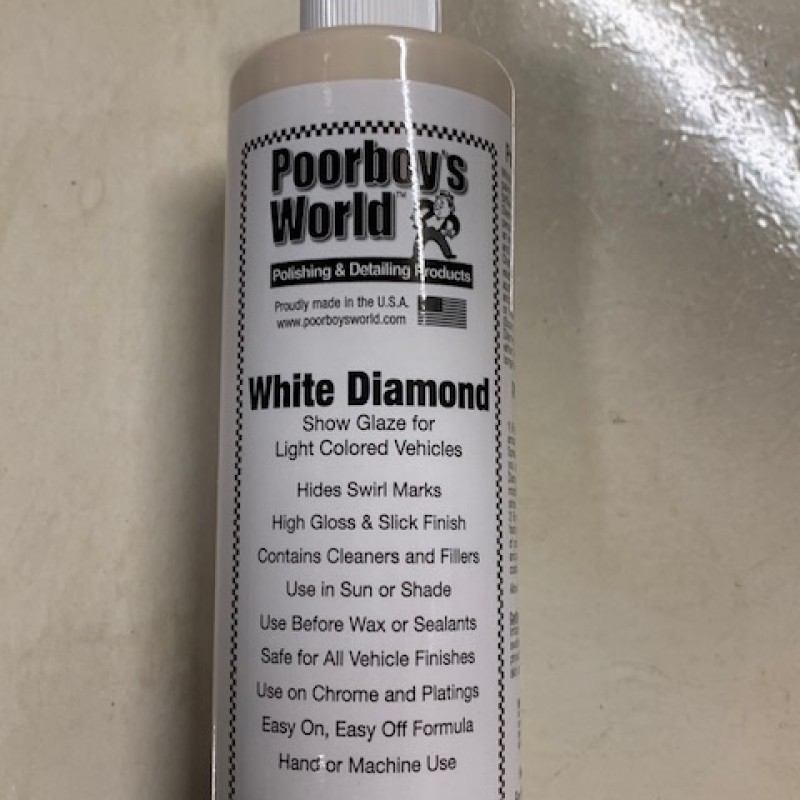 Poorboy's
World™
Polishing & Detailing Products
Proudly made in the U.S.A.
www.poorboysworld.com
White Diamond
Show Glaze for
Light Colored Vehicles
Hides Swirl Marks
High Gloss & Slick Finish
Contains Cleaners and Fillers
Use in Sun or Shade
Use Before Wax or Sealants
Safe for All Vehicle Finishes
Use on Chrome and Platings
Easy On, Easy Off Formula
Hand or Machine Use